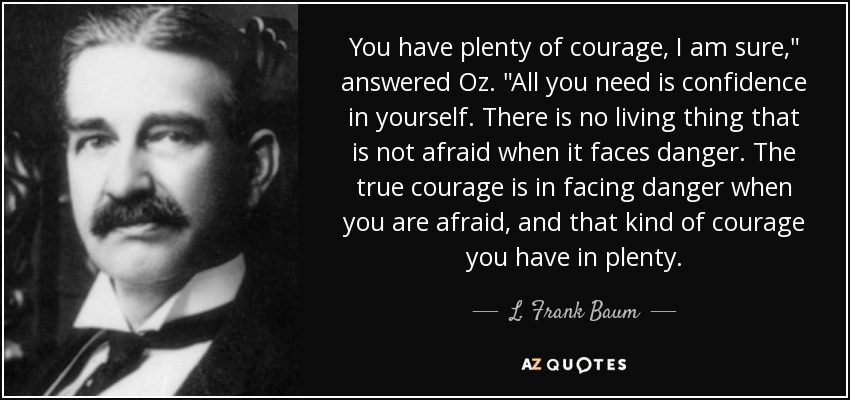 You have plenty of courage, I am sure,"
answered Oz. "All you need is confidence
in yourself. There is no living thing that
is not afraid when it faces danger. The
true courage is in facing danger when
you are afraid, and that kind of courage
you have in plenty.
— L. Frank Baum —
AZ QUOTES